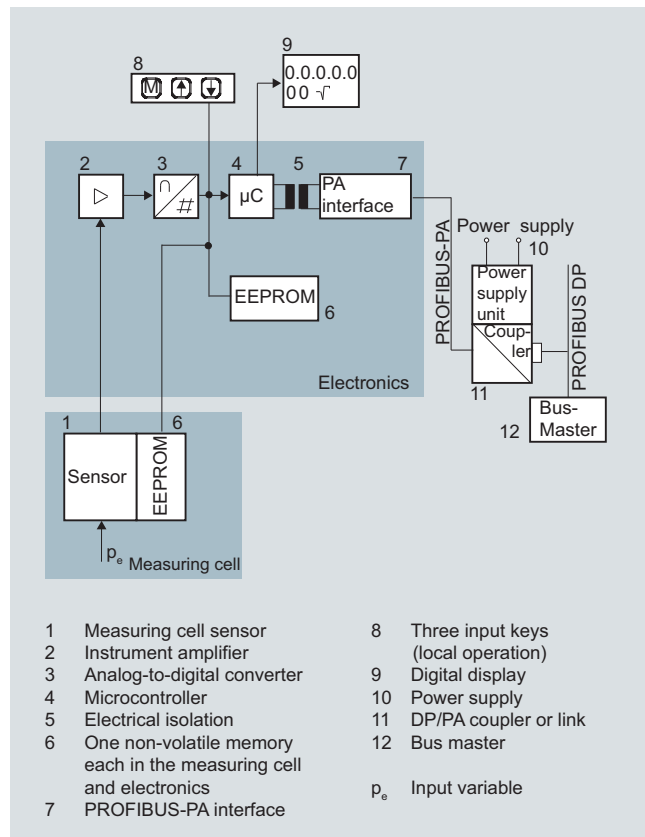 8
9
M
0.0.0.0.0
00 √
2
3
4
5
7
∩
#
µC
PA
interface
EEPROM
6
Electronics
PROFIBUS-PA
Power supply
10
Power
supply
unit
Coup-
ler
11
PROFIBUS DP
12
Bus-
Master
1
6
Sensor
EEPROM
pe
Measuring cell
1 Measuring cell sensor
2 Instrument amplifier
3 Analog-to-digital converter
4 Microcontroller
5 Electrical isolation
6 One non-volatile memory
each in the measuring cell
and electronics
7 PROFIBUS-PA interface
8 Three input keys
(local operation)
9 Digital display
10 Power supply
11 DP/PA coupler or link
12 Bus master
pe Input variable